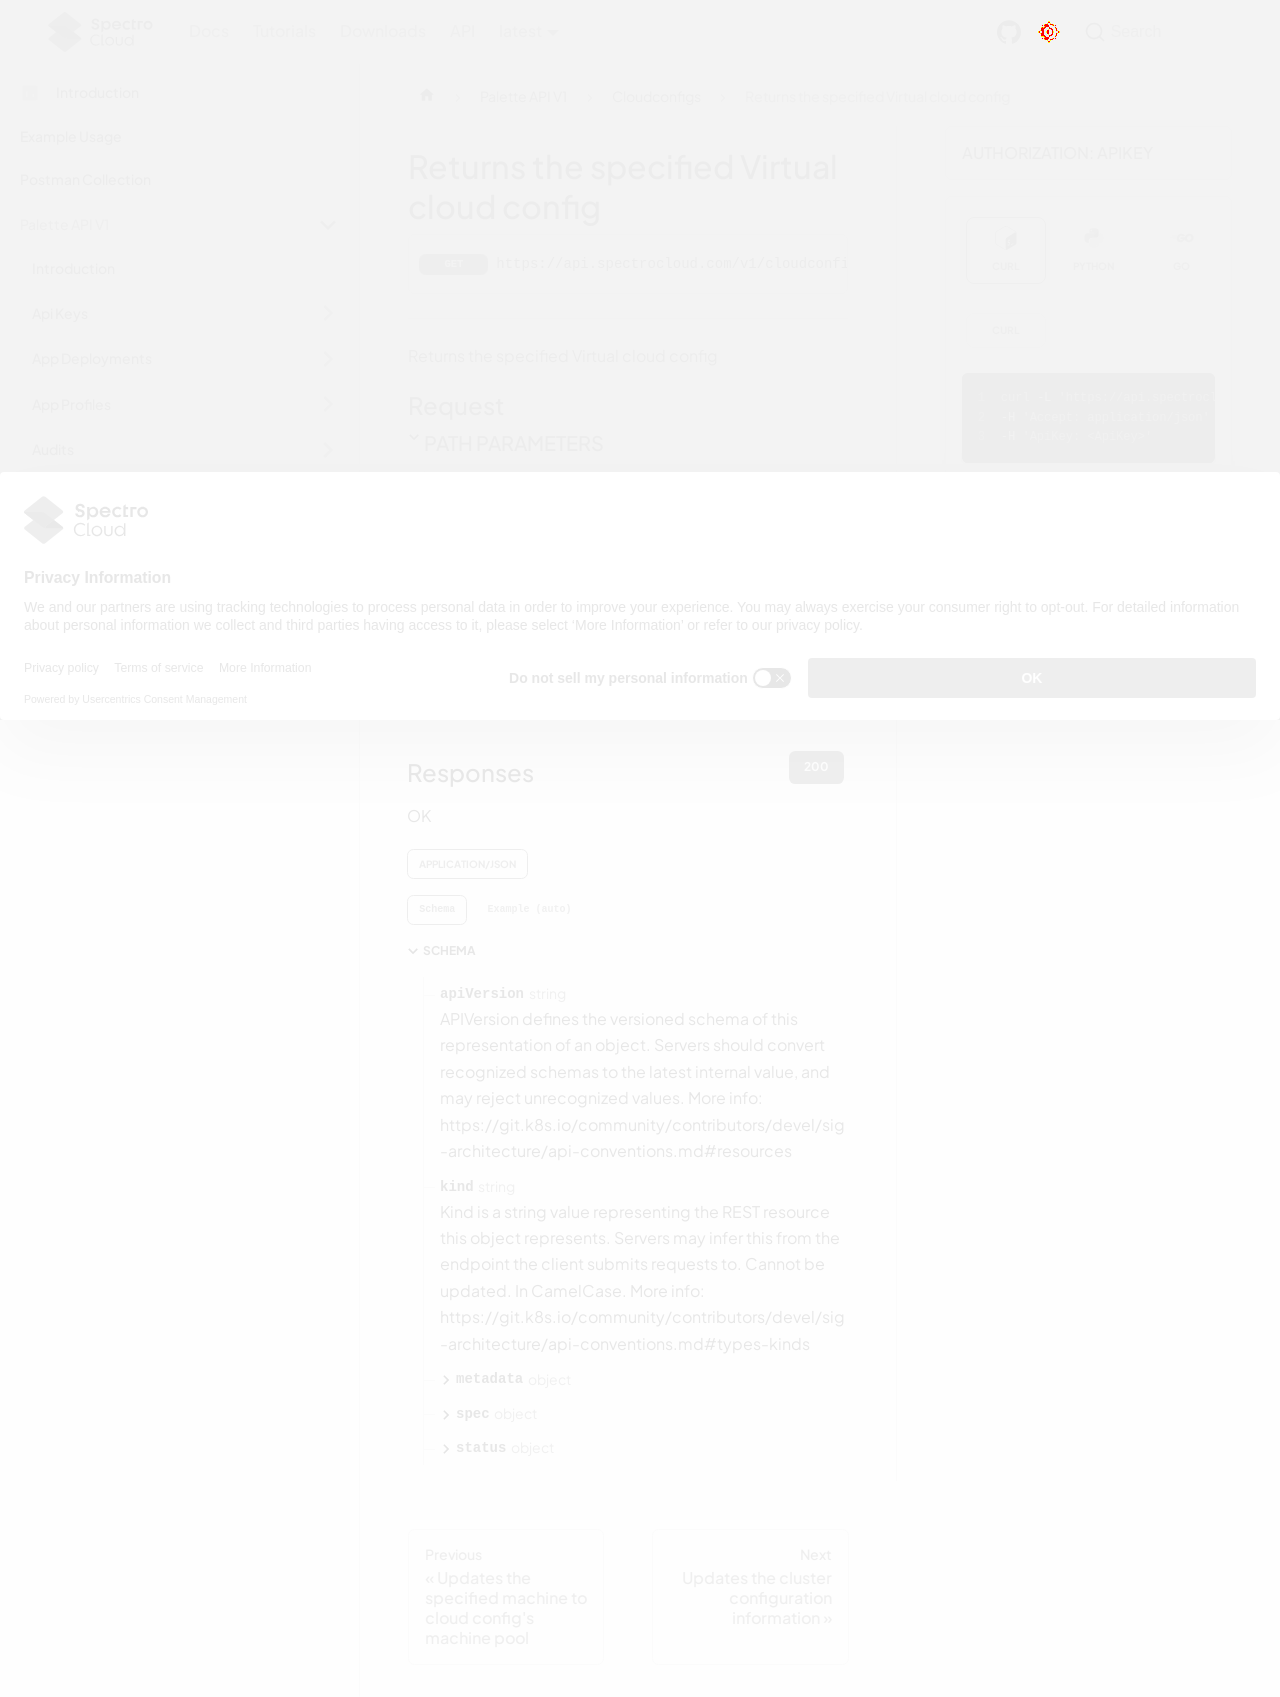 Spectro
Cloud
Docs Tutorials Downloads API latest
Search
Introduction
Example Usage
Postman Collection
Palette API V1
Introduction
Api Keys
App Deployments
App Profiles
Audits
Palette API V1
Cloudconfigs
Returns the specified Virtual cloud config
Returns the specified Virtual
cloud config
GET https://api.spectrocloud.com/v1/cloudconfi
Returns the specified Virtual cloud config
Request
PATH PARAMETERS
AUTHORIZATION: APIKEY
CURL PYTHON GO
CURL
Spectro
Cloud
Privacy Information
We and our partners are using tracking technologies to process personal data in order to improve your experience. You may always exercise your consumer right to opt-out. For detailed information
about personal information we collect and third parties having access to it, please select ‘More Information’ or refer to our privacy policy.
Privacy policy Terms of service More Information
Powered by Usercentrics Consent Management
Do not sell my personal information
OK
Responses
200
OK
APPLICATION/JSON
Schema Example (auto)
SCHEMA
apiVersion string
APIVersion defines the versioned schema of this
representation of an object. Servers should convert
recognized schemas to the latest internal value, and
may reject unrecognized values. More info:
https://git.k8s.io/community/contributors/devel/sig
-architecture/api-conventions.md#resources
kind string
Kind is a string value representing the REST resource
this object represents. Servers may infer this from the
endpoint the client submits requests to. Cannot be
updated. In CamelCase. More info:
https://git.k8s.io/community/contributors/devel/sig
-architecture/api-conventions.md#types-kinds
metadata object
spec object
status object
Previous
« Updates the
specified machine to
cloud config's
machine pool
Next
Updates the cluster
configuration
information »